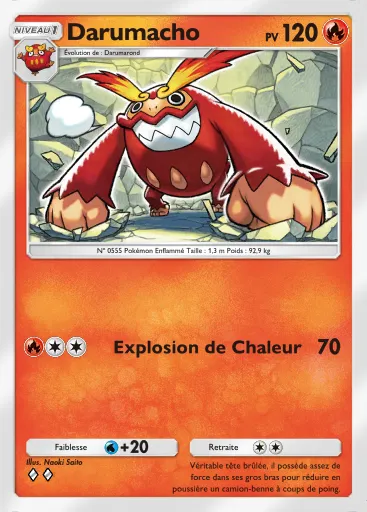 NIVEAU 1
Darumacho
PV 120
Évolution de : Darumarond
N° 0555 Pokémon Enflammé Taille : 1,3 m Poids : 92,9 kg
Explosion de Chaleur 70
Faiblesse +20
Retraite
Illus. Naoki Saito
Véritable tête brûlée, il possède assez de
force dans ses gros bras pour réduire en
poussière un camion-benne à coups de poing.